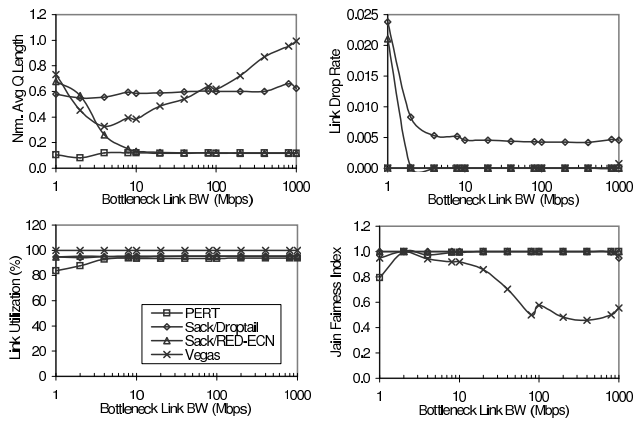 1.2
1.0
0.8
0.6
0.4
0.2
0.0
Nrm. Avg Q Length
1 10 100 1000
Bottleneck Link BW (Mbps)
0.025
0.020
0.015
0.010
0.005
0.000
Link Drop Rate
1 10 100 1000
Bottleneck Link BW (Mbps)
120
100
80
60
40
20
0
Link Utilization (%)
PERT
Sack/Droptail
Sack/RED-ECN
Vegas
1 10 100 1000
Bottleneck Link BW (Mbps)
1.2
1.0
0.8
0.6
0.4
0.2
0.0
Jain Fairness Index
1 10 100 1000
Bottleneck Link BW (Mbps)